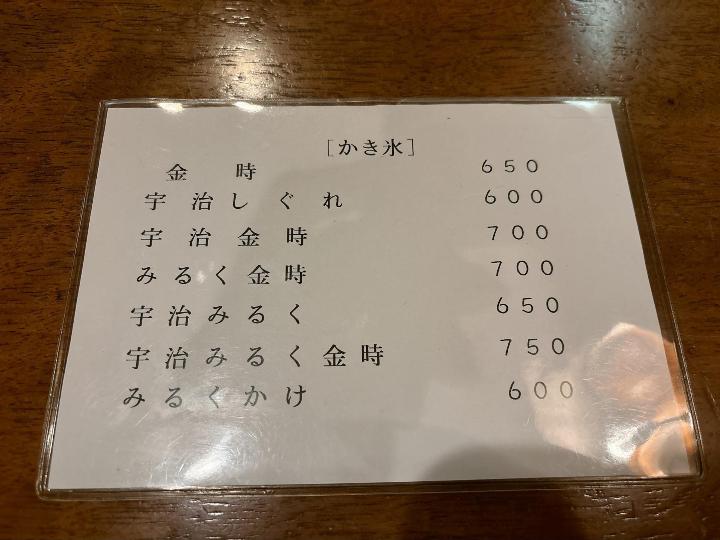 [かき氷]
金時 650
宇治しぐれ 600
宇治金時 700
みるく金時 700
宇治みるく 650
宇治みるく金時 750
みるくかけ 600